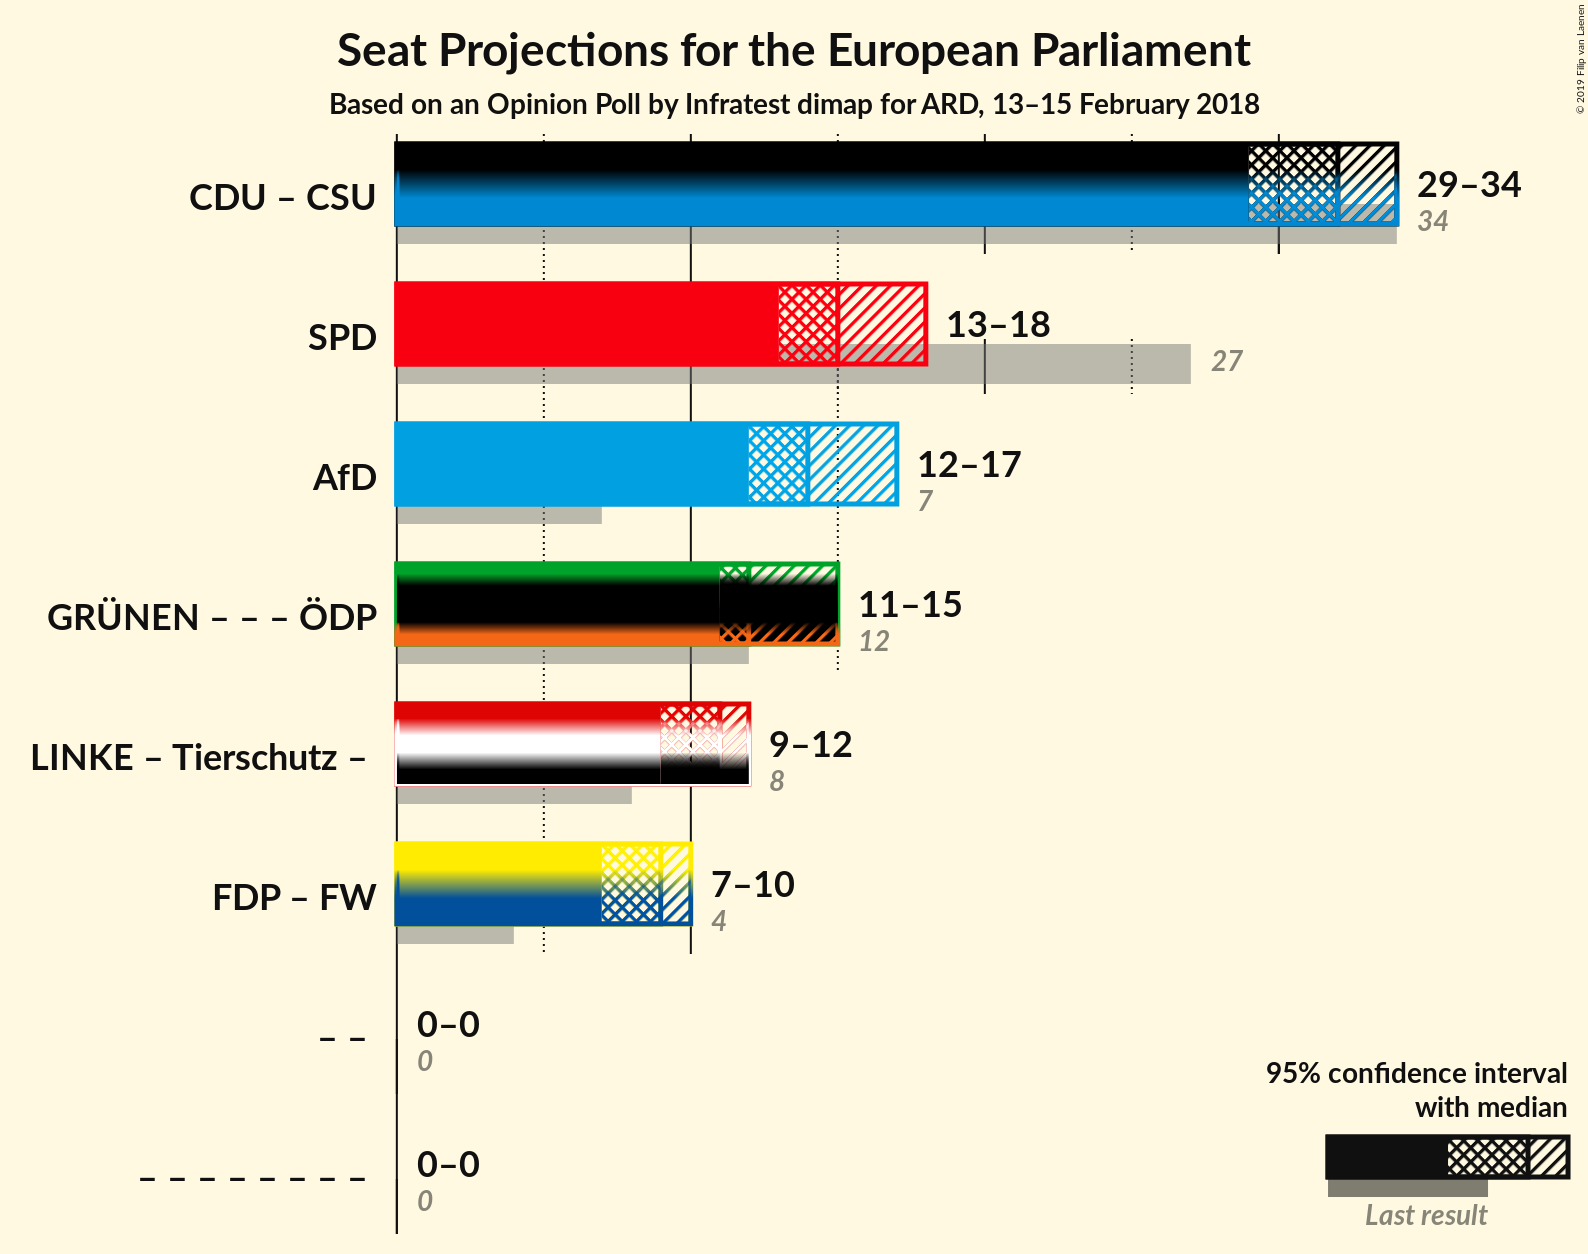 Seat Projections for the European Parliament
Based on an Opinion Poll by Infratest dimap for ARD, 13–15 February 2018
© 2019 Filip van Laenen
CDU – CSU
29–34
34
SPD
13–18
27
AfD
12–17
7
GRÜNEN – – – ÖDP
11–15
12
LINKE – Tierschutz –
9–12
8
FDP – FW
7–10
4
– –
0–0
0
– – – – – – – –
0–0
0
95% confidence interval
with median
Last result